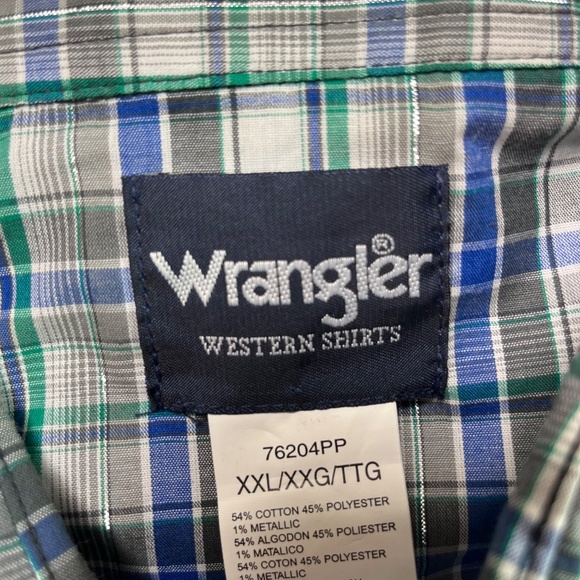 Wrangler®
WESTERN SHIRTS
76204PP
XXL/XXG/TTG
54% COTTON 45% POLYESTER
1% METALLIC
54% ALGODON 45% POLIESTER
1% MATALICO
54% COTON 45% POLYESTER
1% METALLIC